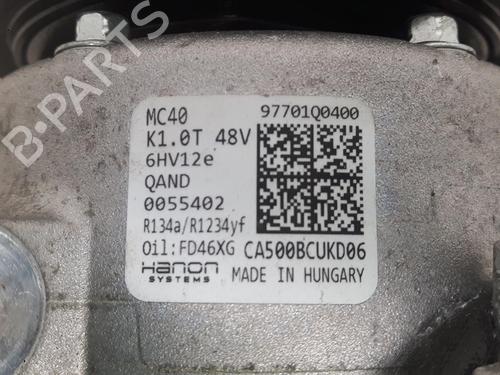 MC40 97701Q0400
K1.0T 48V
6HV12e
QAND
0055402
R134a/R1234yf
Oil:FD46XG CA500BCUKD06
hanon
SYSTEMS
MADE IN HUNGARY
B-PARTS